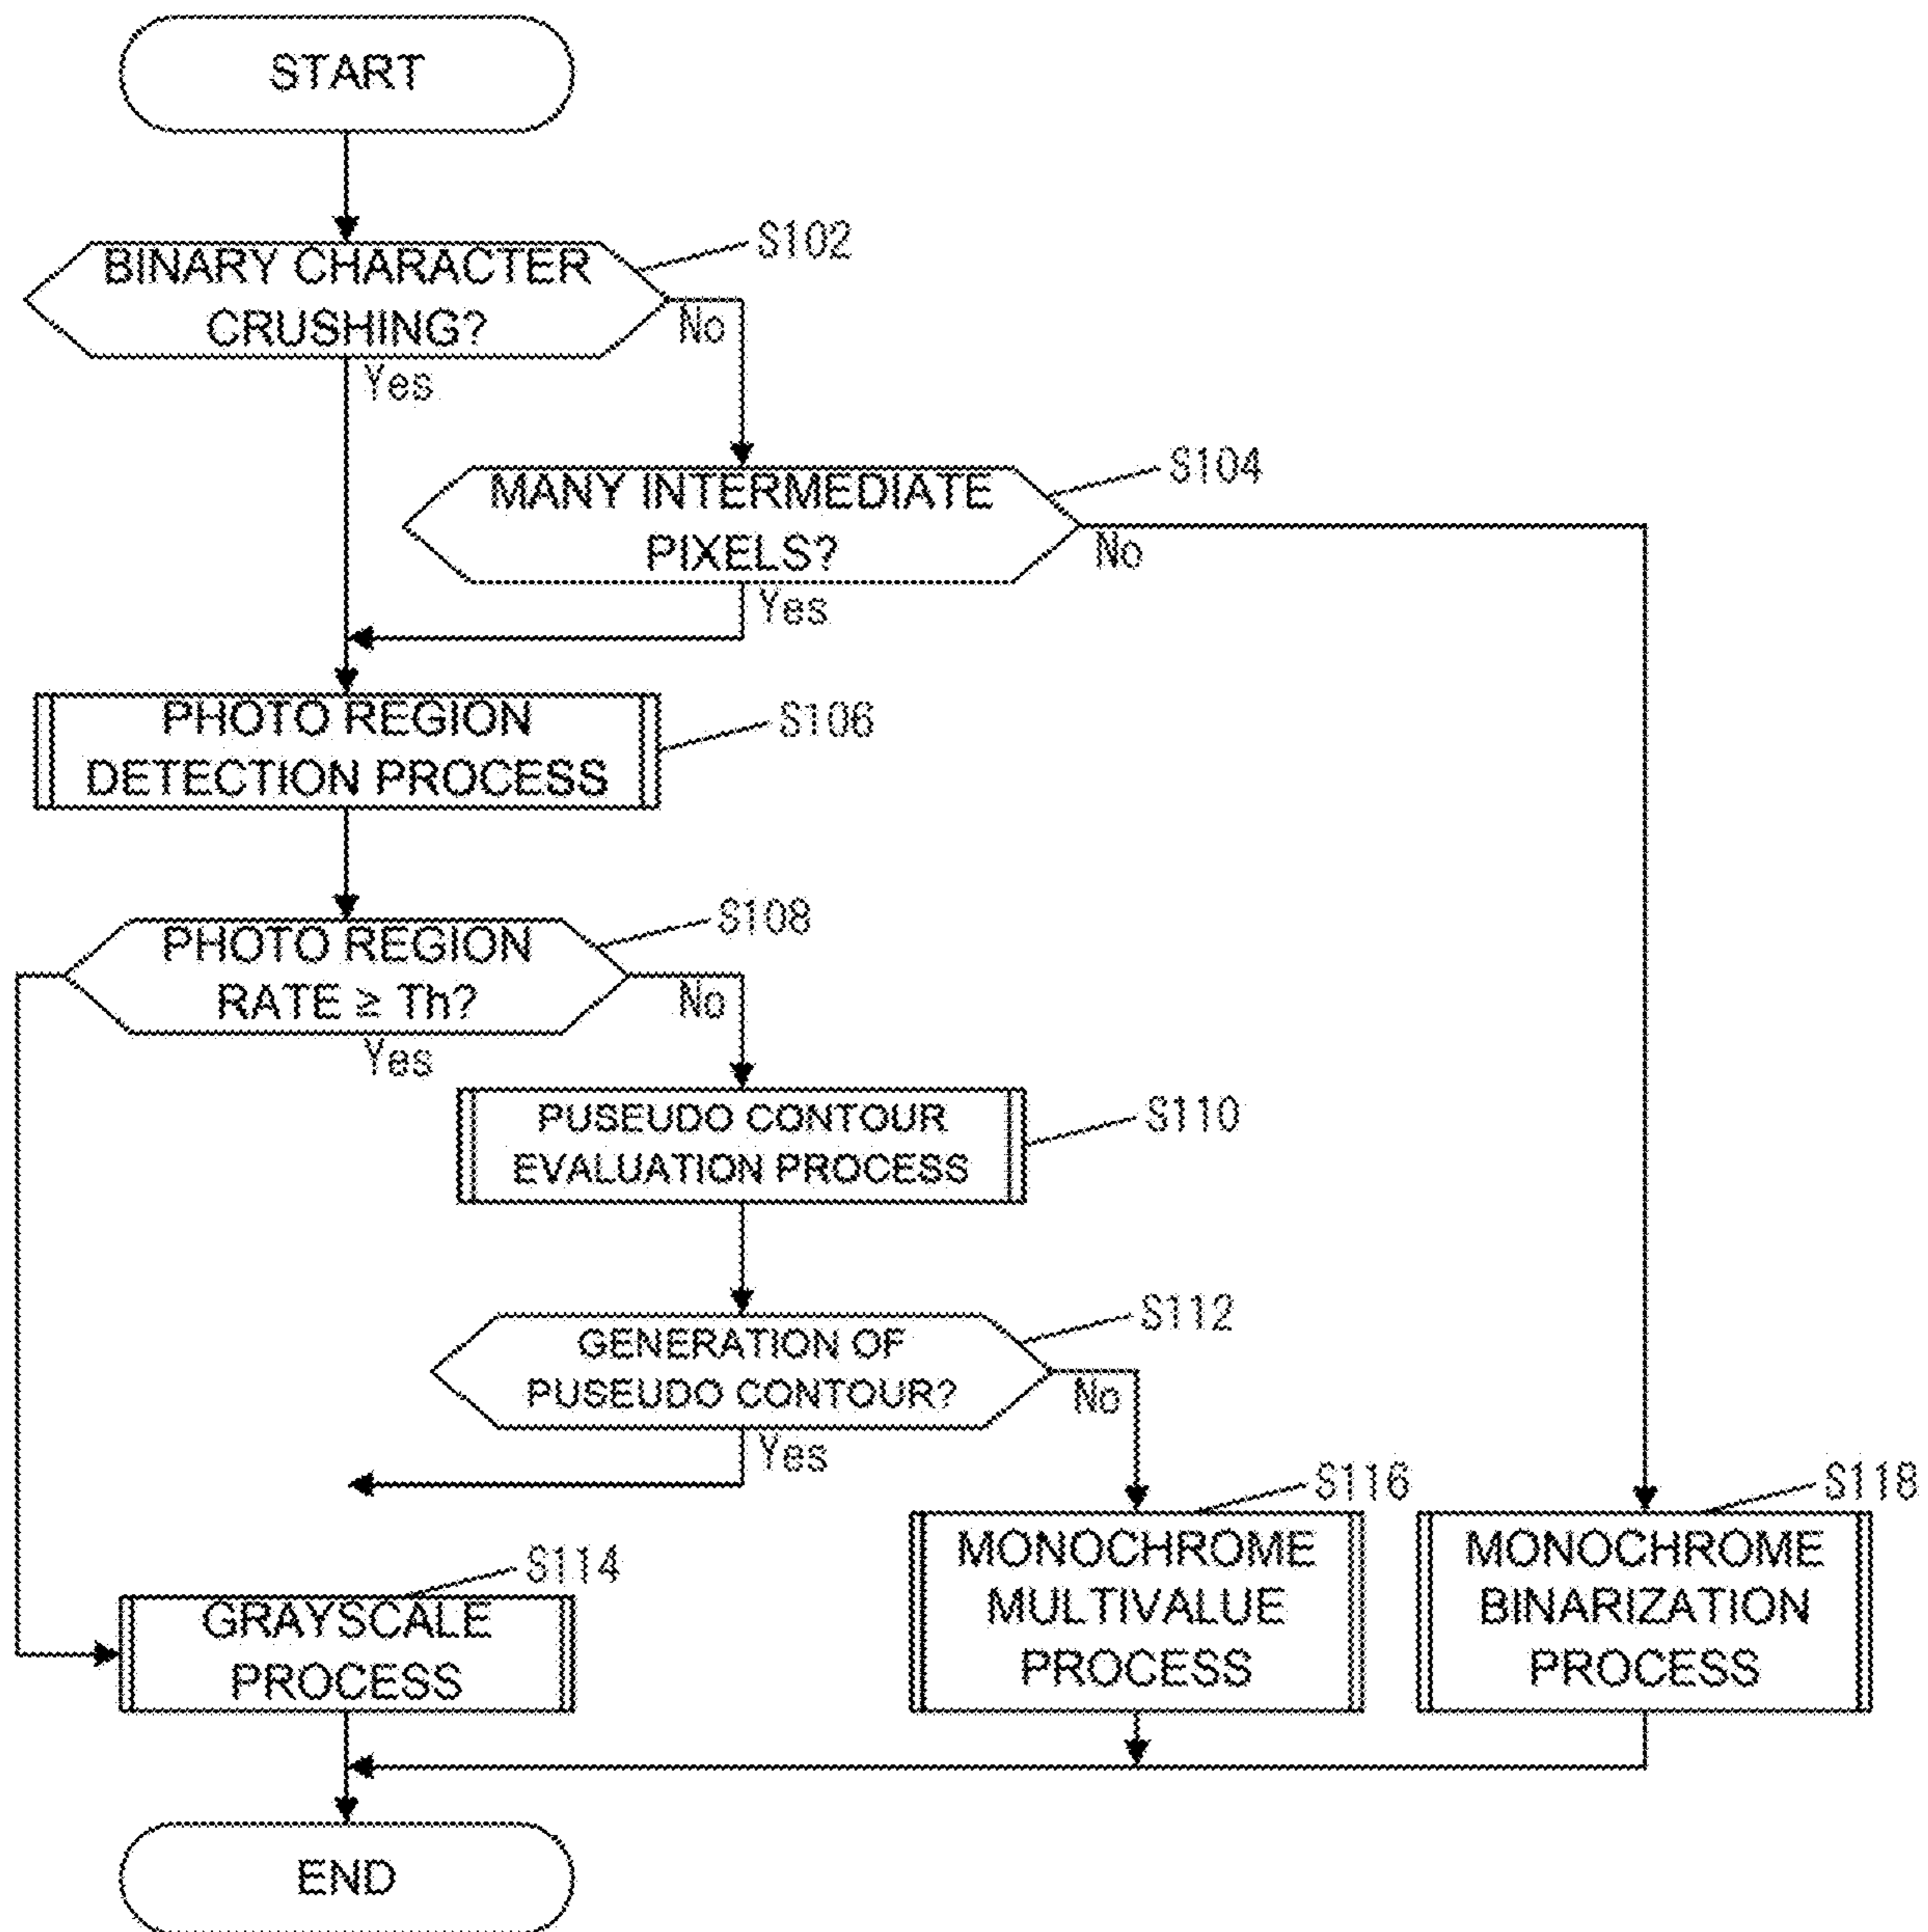 START
S102
BINARY CHARACTER
CRUSHING?
No
Yes
S104
MANY INTERMEDIATE
PIXELS?
No
Yes
S106
PHOTO REGION
DETECTION PROCESS
S108
PHOTO REGION
RATE ≥ Th?
No
Yes
S110
PUSEUDO CONTOUR
EVALUATION PROCESS
S112
GENERATION OF
PUSEUDO CONTOUR?
No
Yes
S114
GRAYSCALE
PROCESS
S116
MONOCHROME
MULTIVALUE
PROCESS
S118
MONOCHROME
BINARIZATION
PROCESS
END